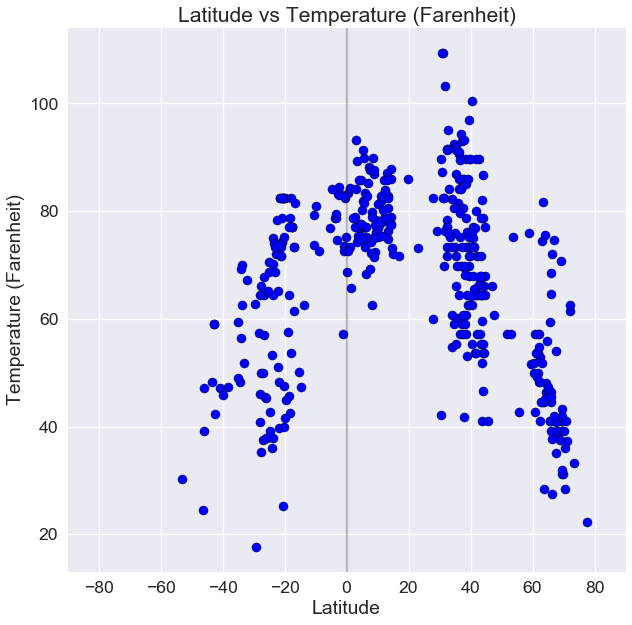 Latitude vs Temperature (Farenheit)
100
80
60
40
20
Temperature (Farenheit)
−80 −60 −40 −20 0 20 40 60 80
Latitude